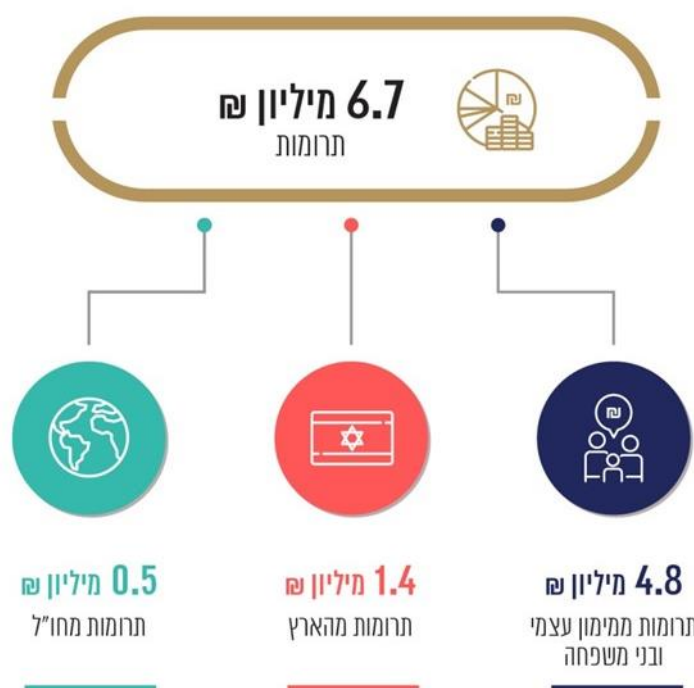 6.7 מיליון ₪
תרומות
₪
₪
4.8 מיליון ₪
תרומות ממימון עצמי
ובני משפחה
1.4 מיליון ₪
תרומות מהארץ
0.5 מיליון ₪
תרומות מחו"ל